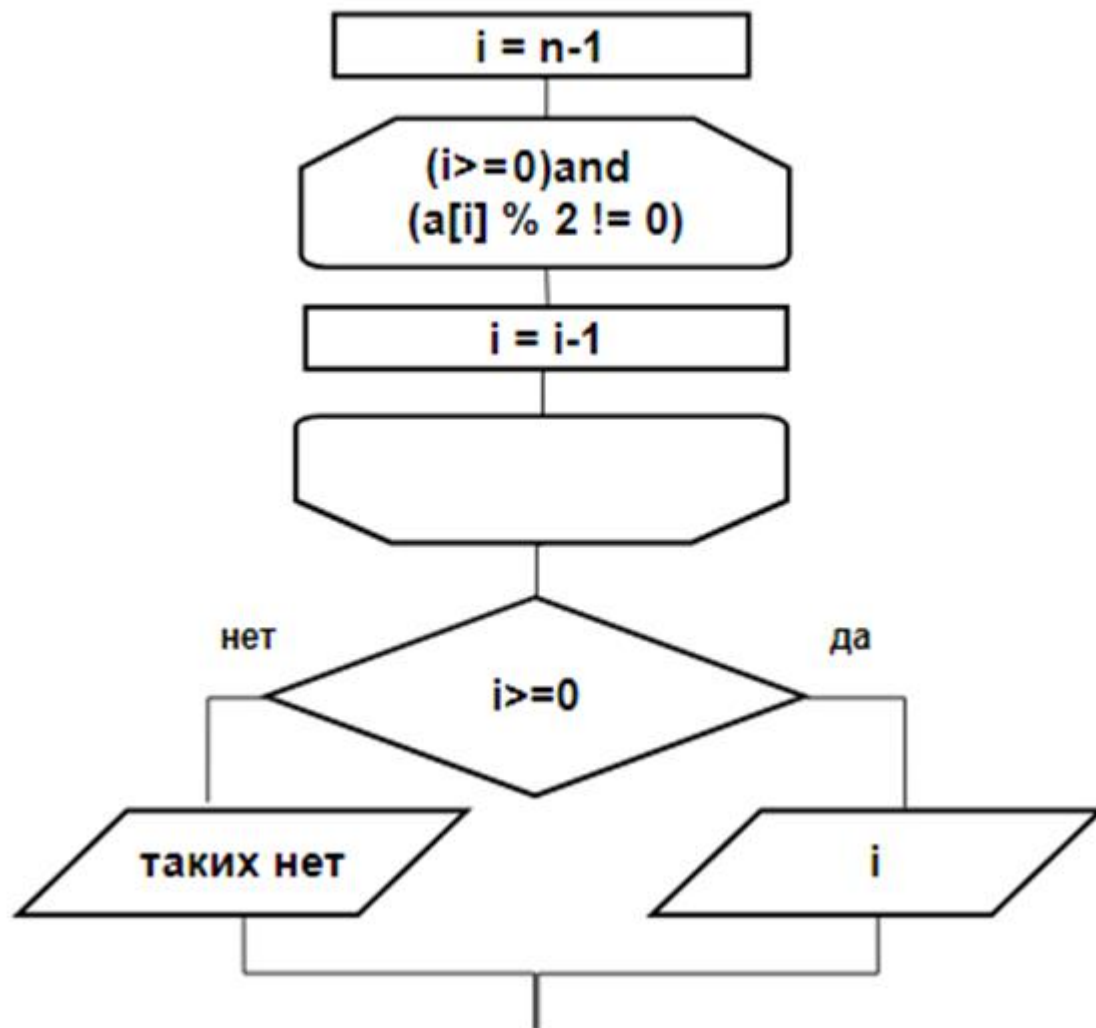 i = n-1
(i>=0)and
(a[i] % 2 != 0)
i = i-1
нет
да
i>=0
таких нет
i